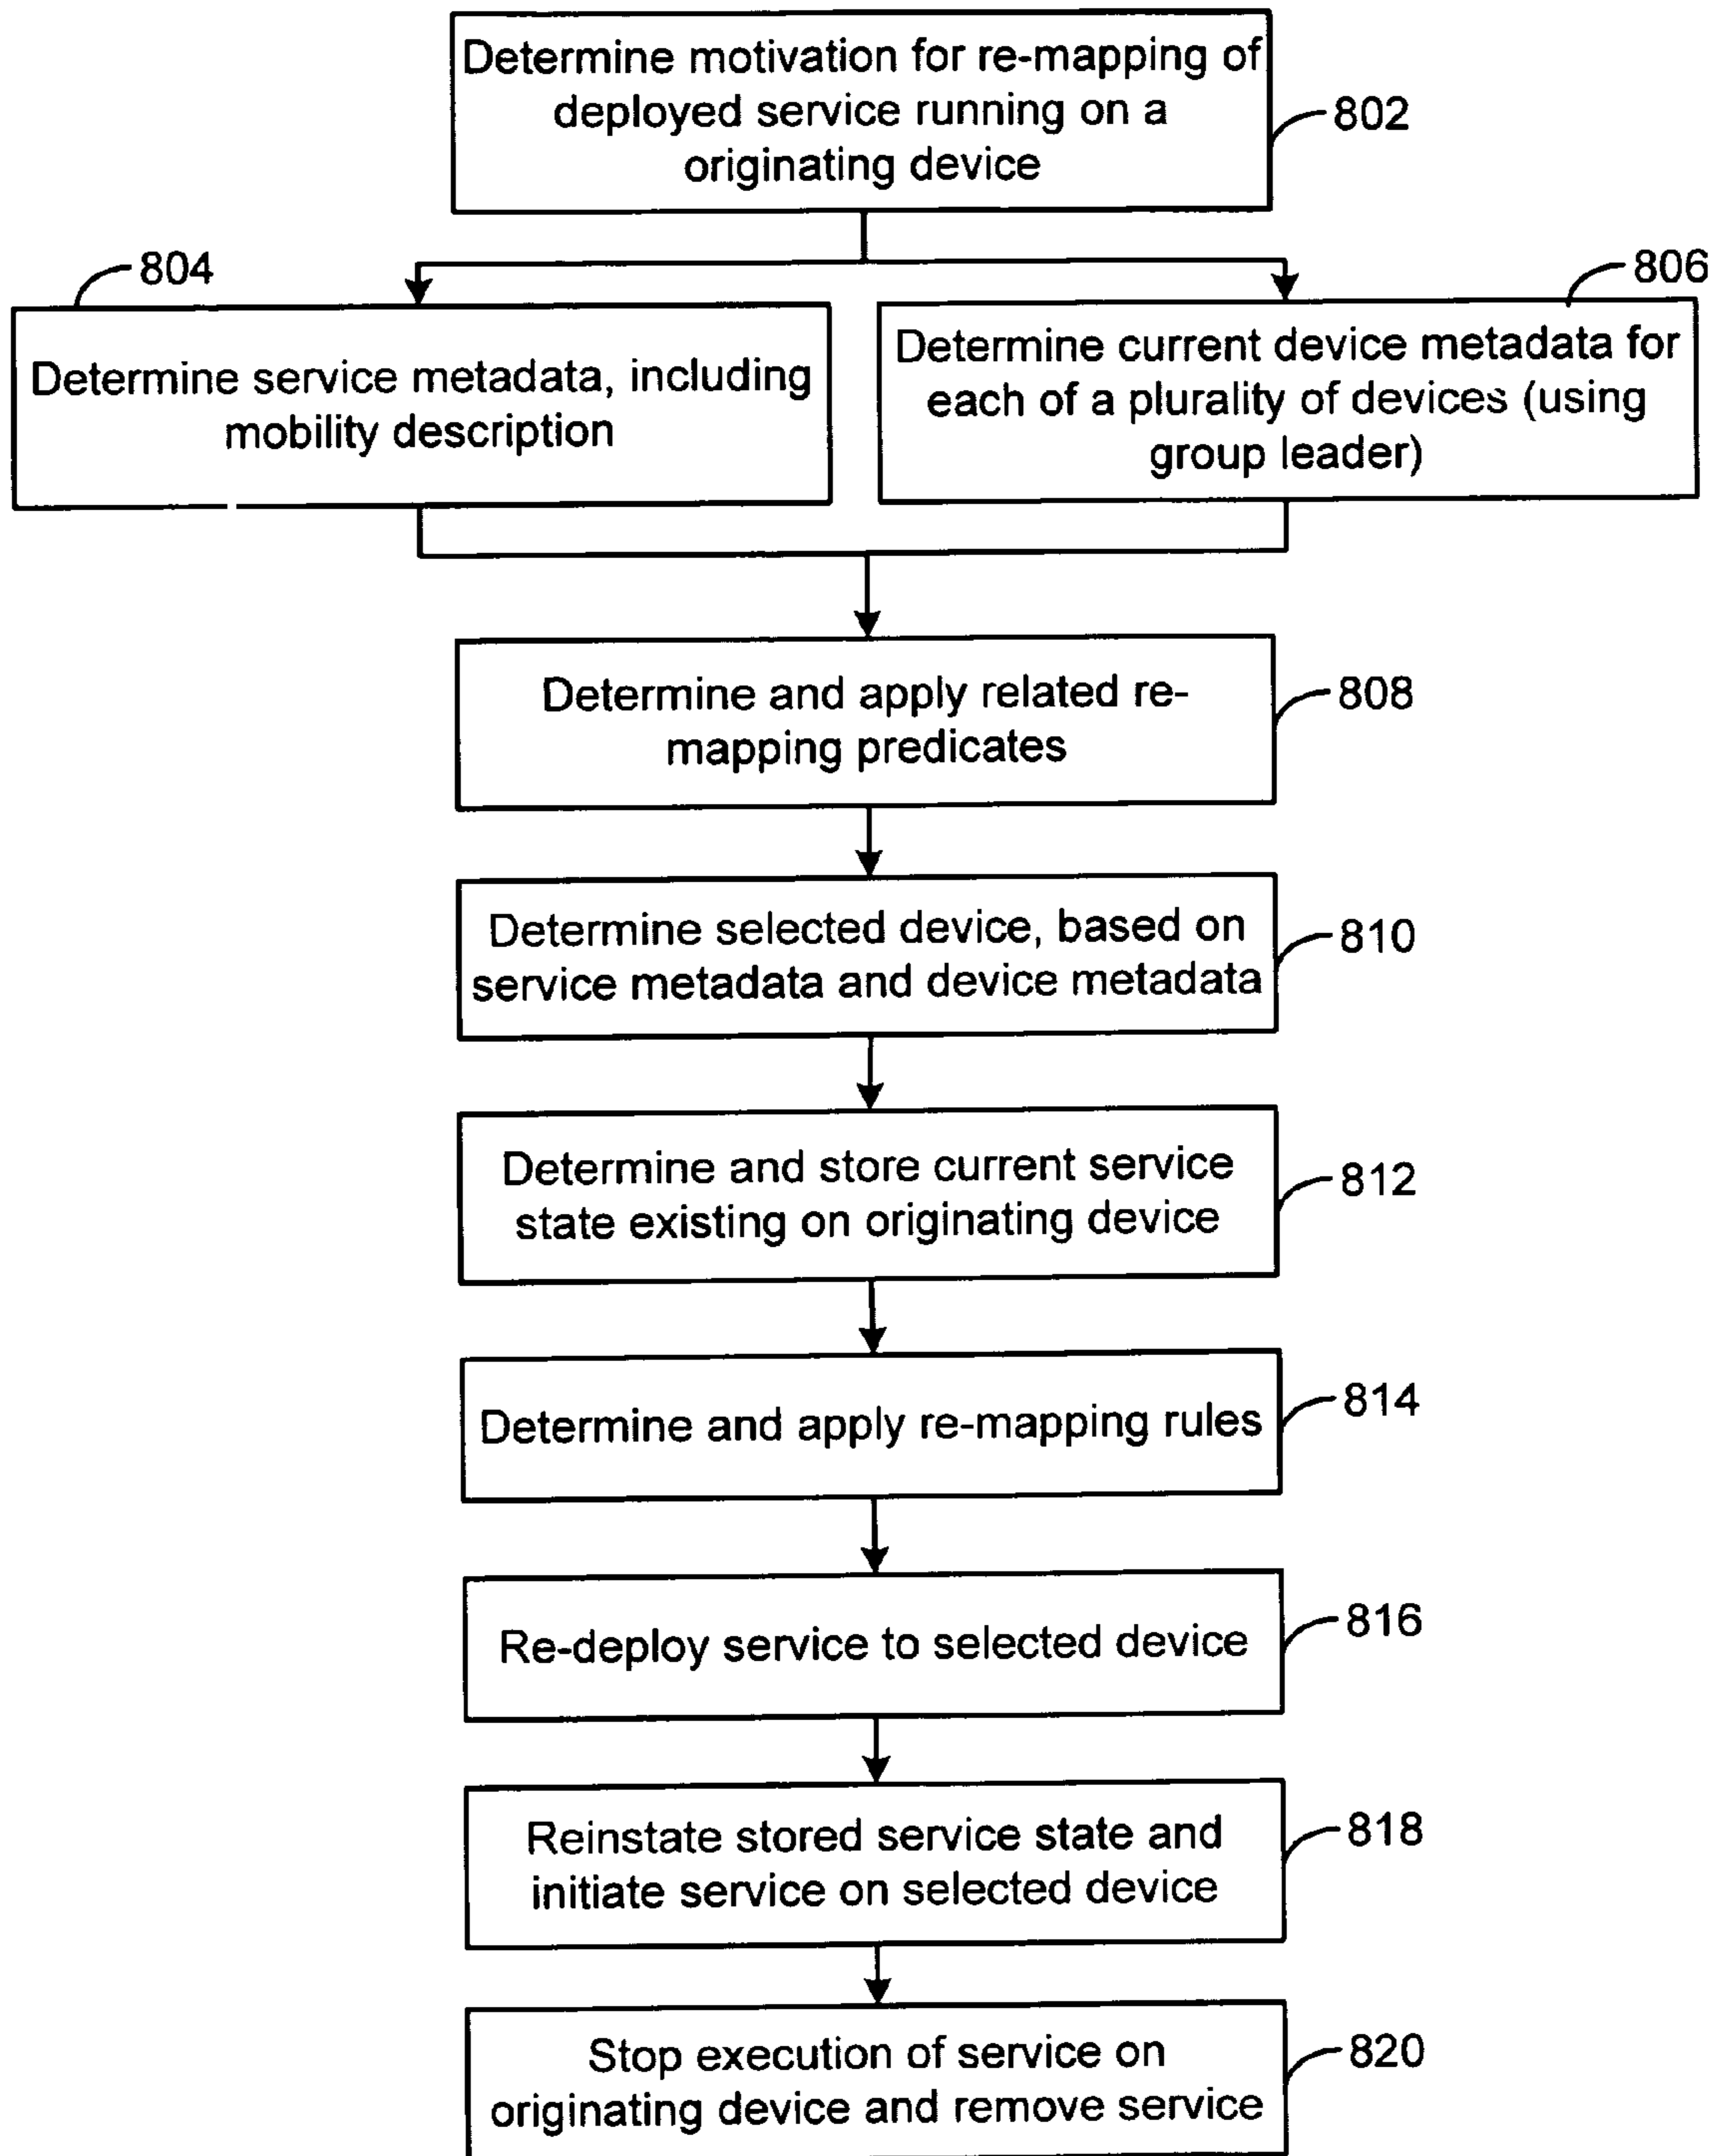 Determine motivation for re-mapping of
deployed service running on a
originating device
802
804
806
Determine service metadata, including
mobility description
Determine current device metadata for
each of a plurality of devices (using
group leader)
Determine and apply related re-
mapping predicates
808
Determine selected device, based on
service metadata and device metadata
810
Determine and store current service
state existing on originating device
812
Determine and apply re-mapping rules
814
Re-deploy service to selected device
816
Reinstate stored service state and
initiate service on selected device
818
Stop execution of service on
originating device and remove service
820